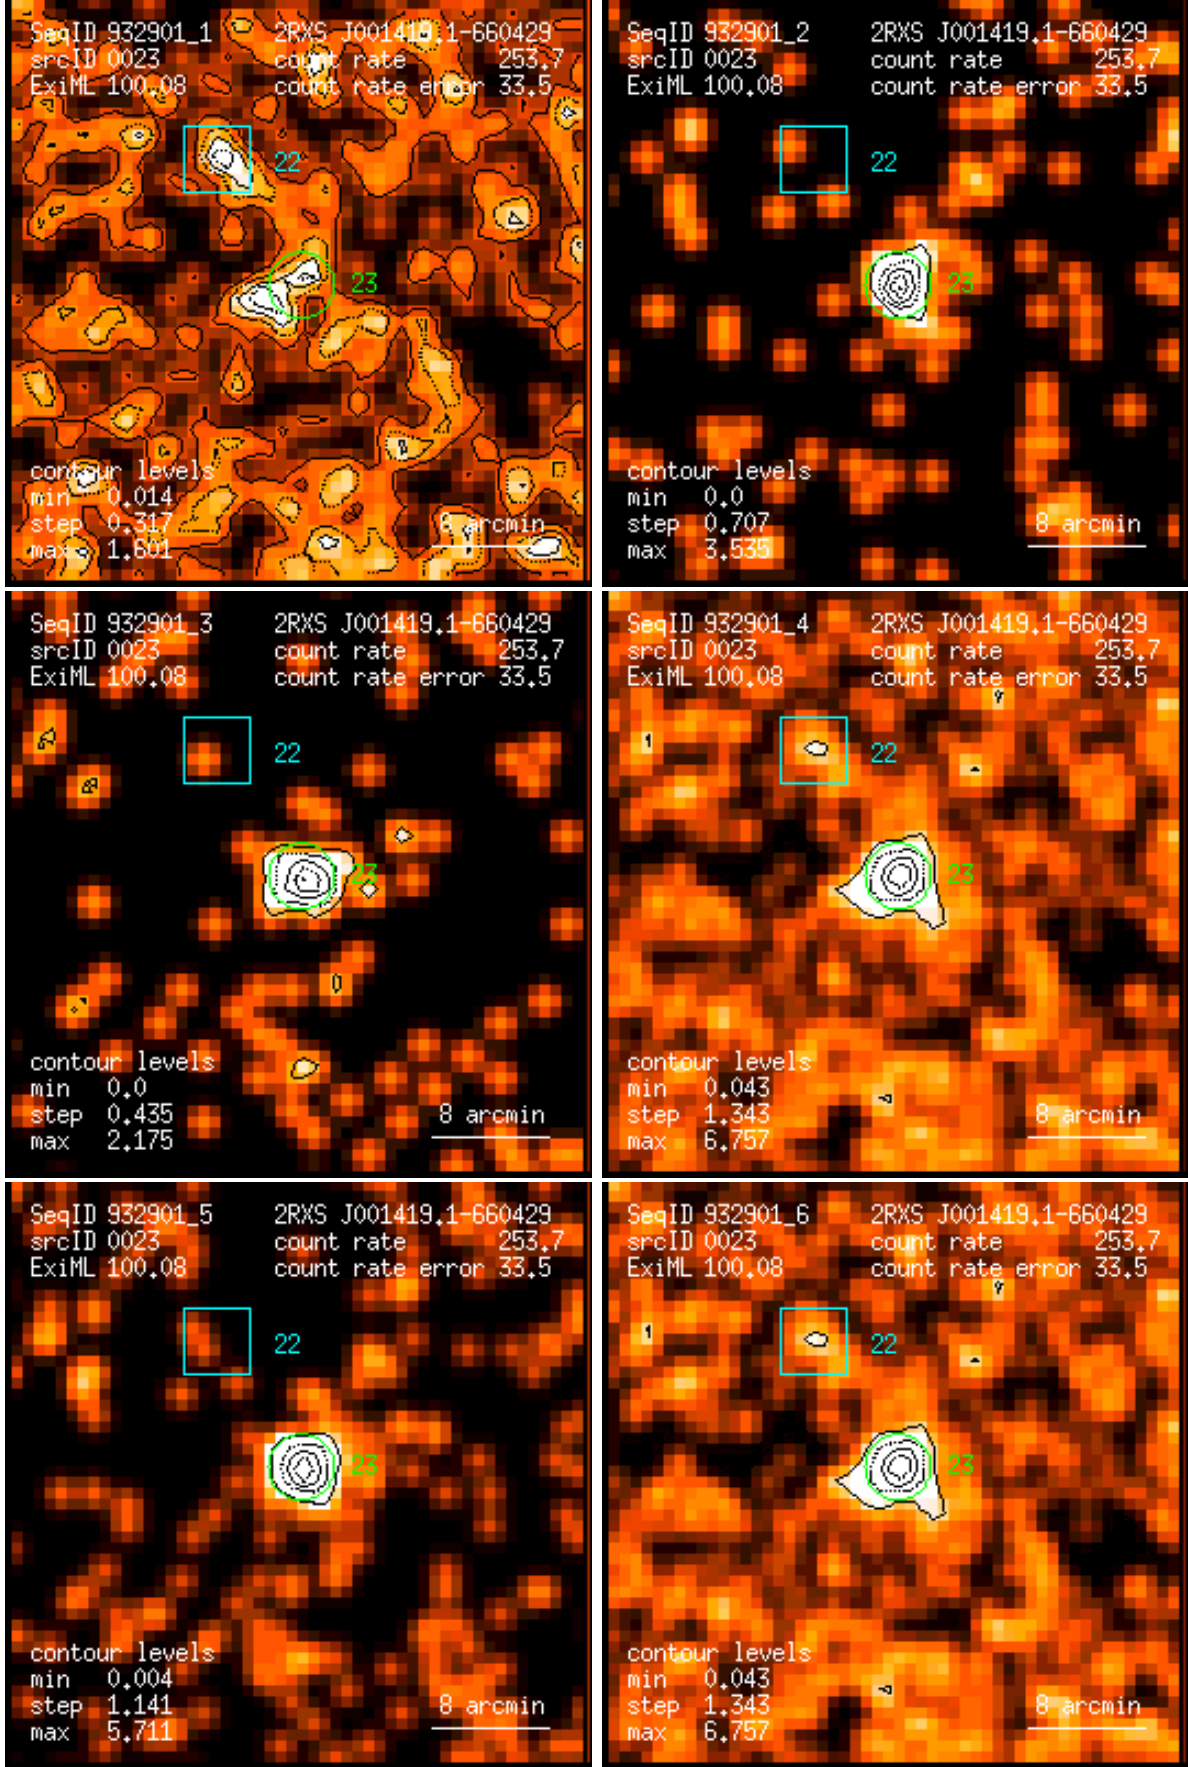 SeqID 932901_1 2RXS J001419.1-660429
srcID 0023 count rate 253.7
ExiML 100.08 count rate error 33.5
22
23
contour levels
min 0.014
step 0.317
max 1.601
8 arcmin
SeqID 932901_2 2RXS J001419.1-660429
srcID 0023 count rate 253.7
ExiML 100.08 count rate error 33.5
22
23
contour levels
min 0.0
step 0.707
max 3.535
8 arcmin
SeqID 932901_3 2RXS J001419.1-660429
srcID 0023 count rate 253.7
ExiML 100.08 count rate error 33.5
22
23
contour levels
min 0.0
step 0.435
max 2.175
8 arcmin
SeqID 932901_4 2RXS J001419.1-660429
srcID 0023 count rate 253.7
ExiML 100.08 count rate error 33.5
22
23
contour levels
min 0.043
step 1.343
max 6.757
8 arcmin
SeqID 932901_5 2RXS J001419.1-660429
srcID 0023 count rate 253.7
ExiML 100.08 count rate error 33.5
22
23
contour levels
min 0.004
step 1.141
max 5.711
8 arcmin
SeqID 932901_6 2RXS J001419.1-660429
srcID 0023 count rate 253.7
ExiML 100.08 count rate error 33.5
22
23
contour levels
min 0.043
step 1.343
max 6.757
8 arcmin